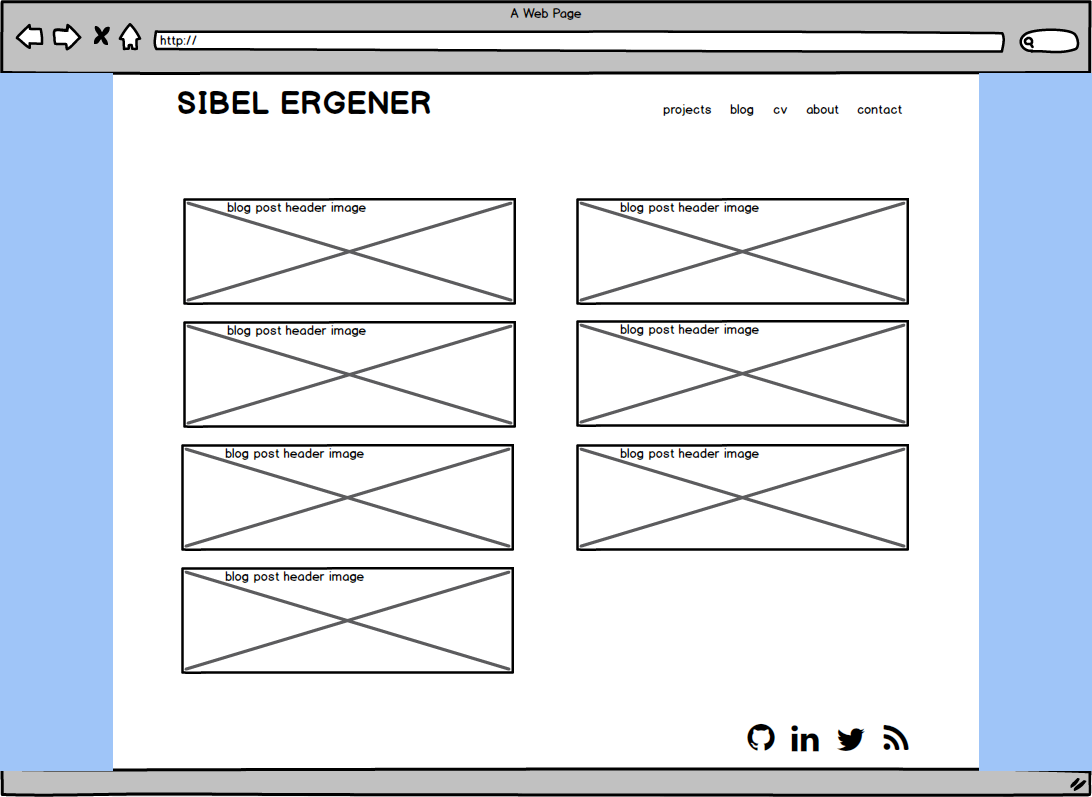 A Web Page
http://
SIBEL ERGENER
projects blog cv about contact
blog post header image
blog post header image
blog post header image
blog post header image
blog post header image
blog post header image
blog post header image
in